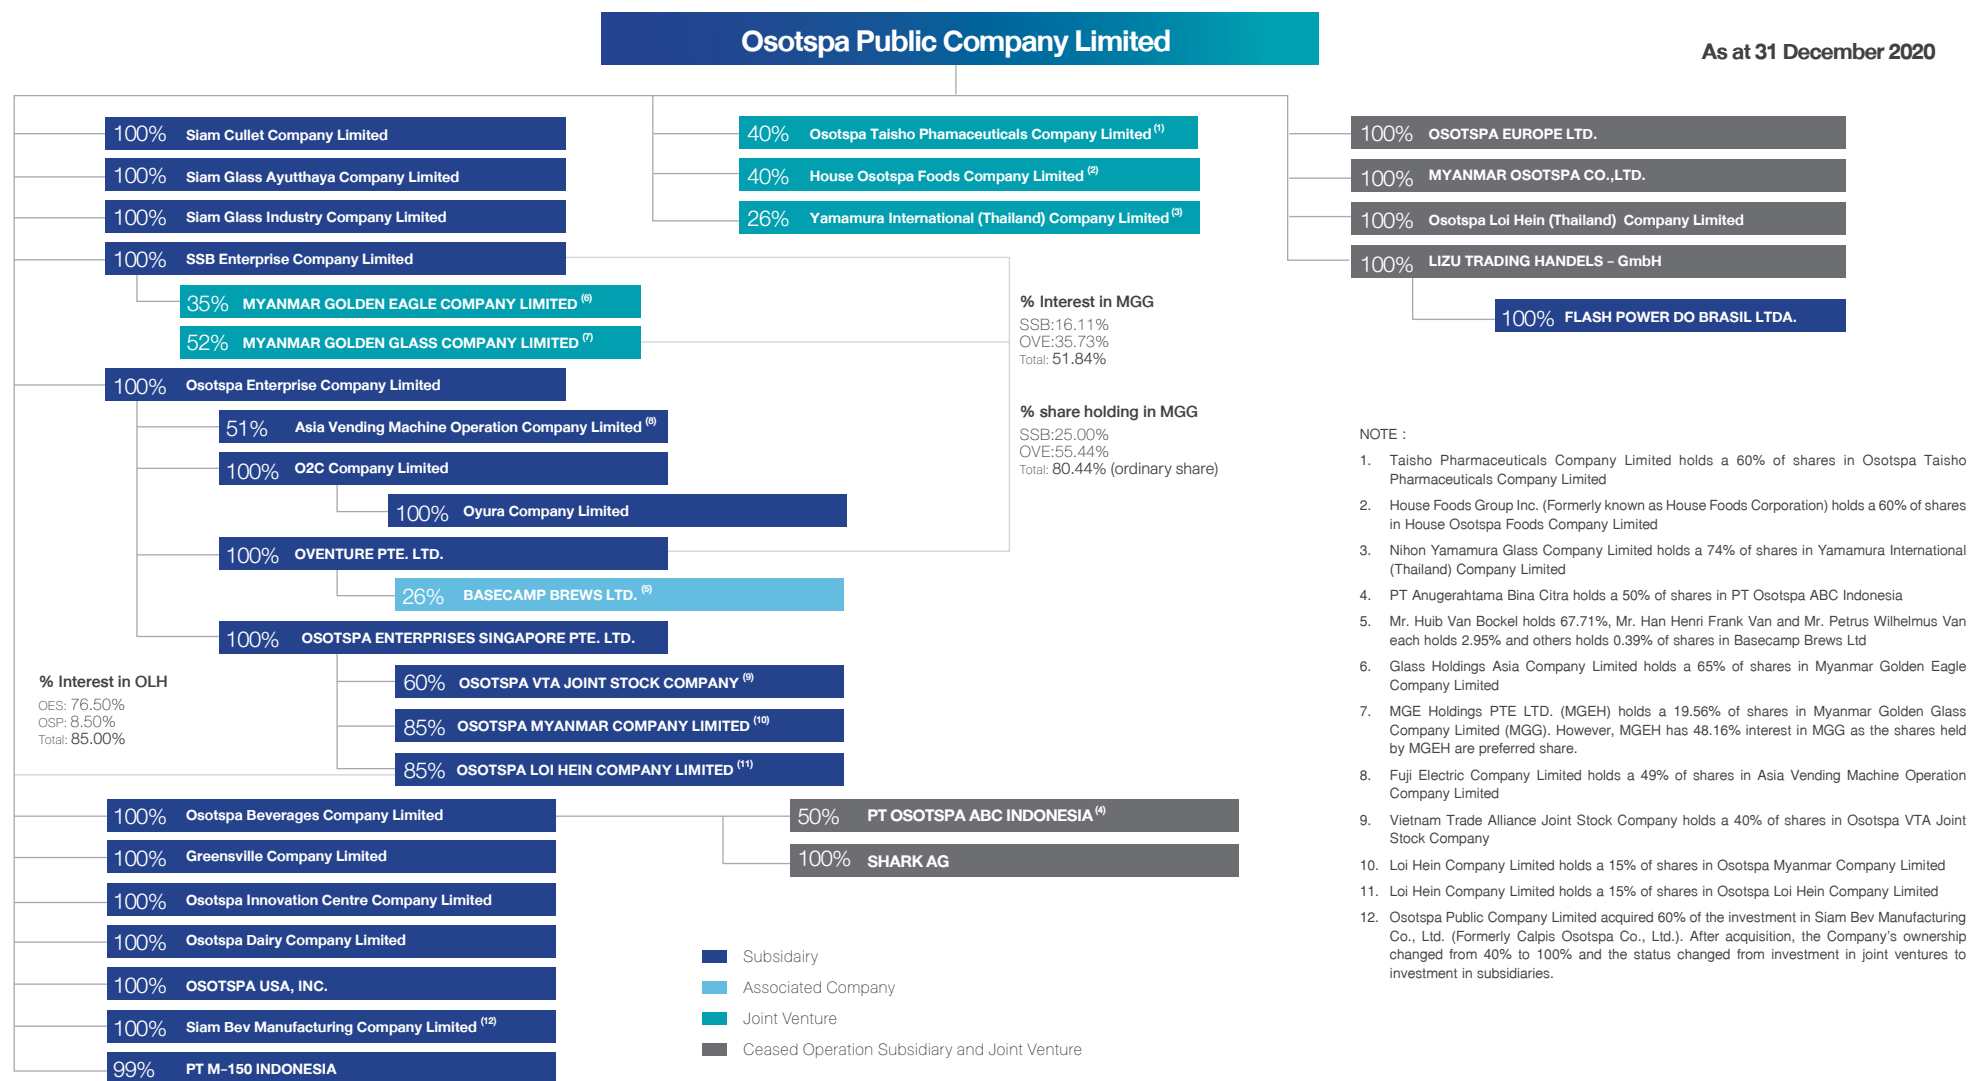 Osotspa Public Company Limited
As at 31 December 2020
100% Siam Cullet Company Limited
100% Siam Glass Ayutthaya Company Limited
100% Siam Glass Industry Company Limited
100% SSB Enterprise Company Limited
35% MYANMAR GOLDEN EAGLE COMPANY LIMITED (6)
52% MYANMAR GOLDEN GLASS COMPANY LIMITED (7)
100% Osotspa Enterprise Company Limited
51% Asia Vending Machine Operation Company Limited (8)
100% O2C Company Limited
100% Oyura Company Limited
100% OVENTURE PTE. LTD.
26% BASECAMP BREWS LTD. (5)
100% OSOTSPA ENTERPRISES SINGAPORE PTE. LTD.
60% OSOTSPA VTA JOINT STOCK COMPANY (9)
85% OSOTSPA MYANMAR COMPANY LIMITED (10)
85% OSOTSPA LOI HEIN COMPANY LIMITED (11)
% Interest in OLH
OES: 76.50%
OSP: 8.50%
Total: 85.00%
100% Osotspa Beverages Company Limited
100% Greensville Company Limited
100% Osotspa Innovation Centre Company Limited
100% Osotspa Dairy Company Limited
100% OSOTSPA USA, INC.
100% Siam Bev Manufacturing Company Limited (12)
99% PT M-150 INDONESIA
40% Osotspa Taisho Phamaceuticals Company Limited (1)
40% House Osotspa Foods Company Limited (2)
26% Yamamura International (Thailand) Company Limited (3)
% Interest in MGG
SSB:16.11%
OVE:35.73%
Total: 51.84%
% share holding in MGG
SSB:25.00%
OVE:55.44%
Total: 80.44% (ordinary share)
50% PT OSOTSPA ABC INDONESIA (4)
100% SHARK AG
Subsidairy
Associated Company
Joint Venture
Ceased Operation Subsidiary and Joint Venture
100% OSOTSPA EUROPE LTD.
100% MYANMAR OSOTSPA CO.,LTD.
100% Osotspa Loi Hein (Thailand) Company Limited
100% LIZU TRADING HANDELS - GmbH
100% FLASH POWER DO BRASIL LTDA.
NOTE :
1. Taisho Pharmaceuticals Company Limited holds a 60% of shares in Osotspa Taisho
Pharmaceuticals Company Limited
2. House Foods Group Inc. (Formerly known as House Foods Corporation) holds a 60% of shares
in House Osotspa Foods Company Limited
3. Nihon Yamamura Glass Company Limited holds a 74% of shares in Yamamura International
(Thailand) Company Limited
4. PT Anugerahtama Bina Citra holds a 50% of shares in PT Osotspa ABC Indonesia
5. Mr. Huib Van Bockel holds 67.71%, Mr. Han Henri Frank Van and Mr. Petrus Wilhelmus Van
each holds 2.95% and others holds 0.39% of shares in Basecamp Brews Ltd
6. Glass Holdings Asia Company Limited holds a 65% of shares in Myanmar Golden Eagle
Company Limited
7. MGE Holdings PTE LTD. (MGEH) holds a 19.56% of shares in Myanmar Golden Glass
Company Limited (MGG). However, MGEH has 48.16% interest in MGG as the shares held
by MGEH are preferred share.
8. Fuji Electric Company Limited holds a 49% of shares in Asia Vending Machine Operation
Company Limited
9. Vietnam Trade Alliance Joint Stock Company holds a 40% of shares in Osotspa VTA Joint
Stock Company
10. Loi Hein Company Limited holds a 15% of shares in Osotspa Myanmar Company Limited
11. Loi Hein Company Limited holds a 15% of shares in Osotspa Loi Hein Company Limited
12. Osotspa Public Company Limited acquired 60% of the investment in Siam Bev Manufacturing
Co., Ltd. (Formerly Calpis Osotspa Co., Ltd.). After acquisition, the Company's ownership
changed from 40% to 100% and the status changed from investment in joint ventures to
investment in subsidiaries.